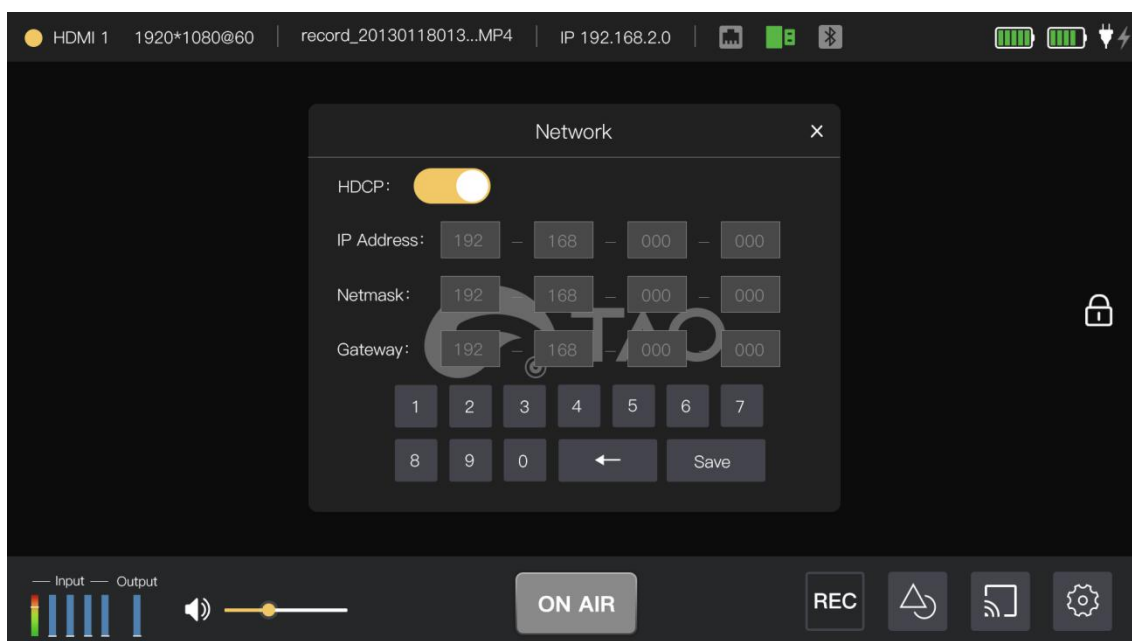 HDMI 1 1920*1080@60 record_20130118013...MP4 IP 192.168.2.0
Network
HDCP:
IP Address: 192 – 168 – 000 – 000
Netmask: 192 – 168 – 000 – 000
TAO
Gateway: 192 – 168 – 000 – 000
1 2 3 4 5 6 7
8 9 0 ← Save
Input Output
ON AIR
REC